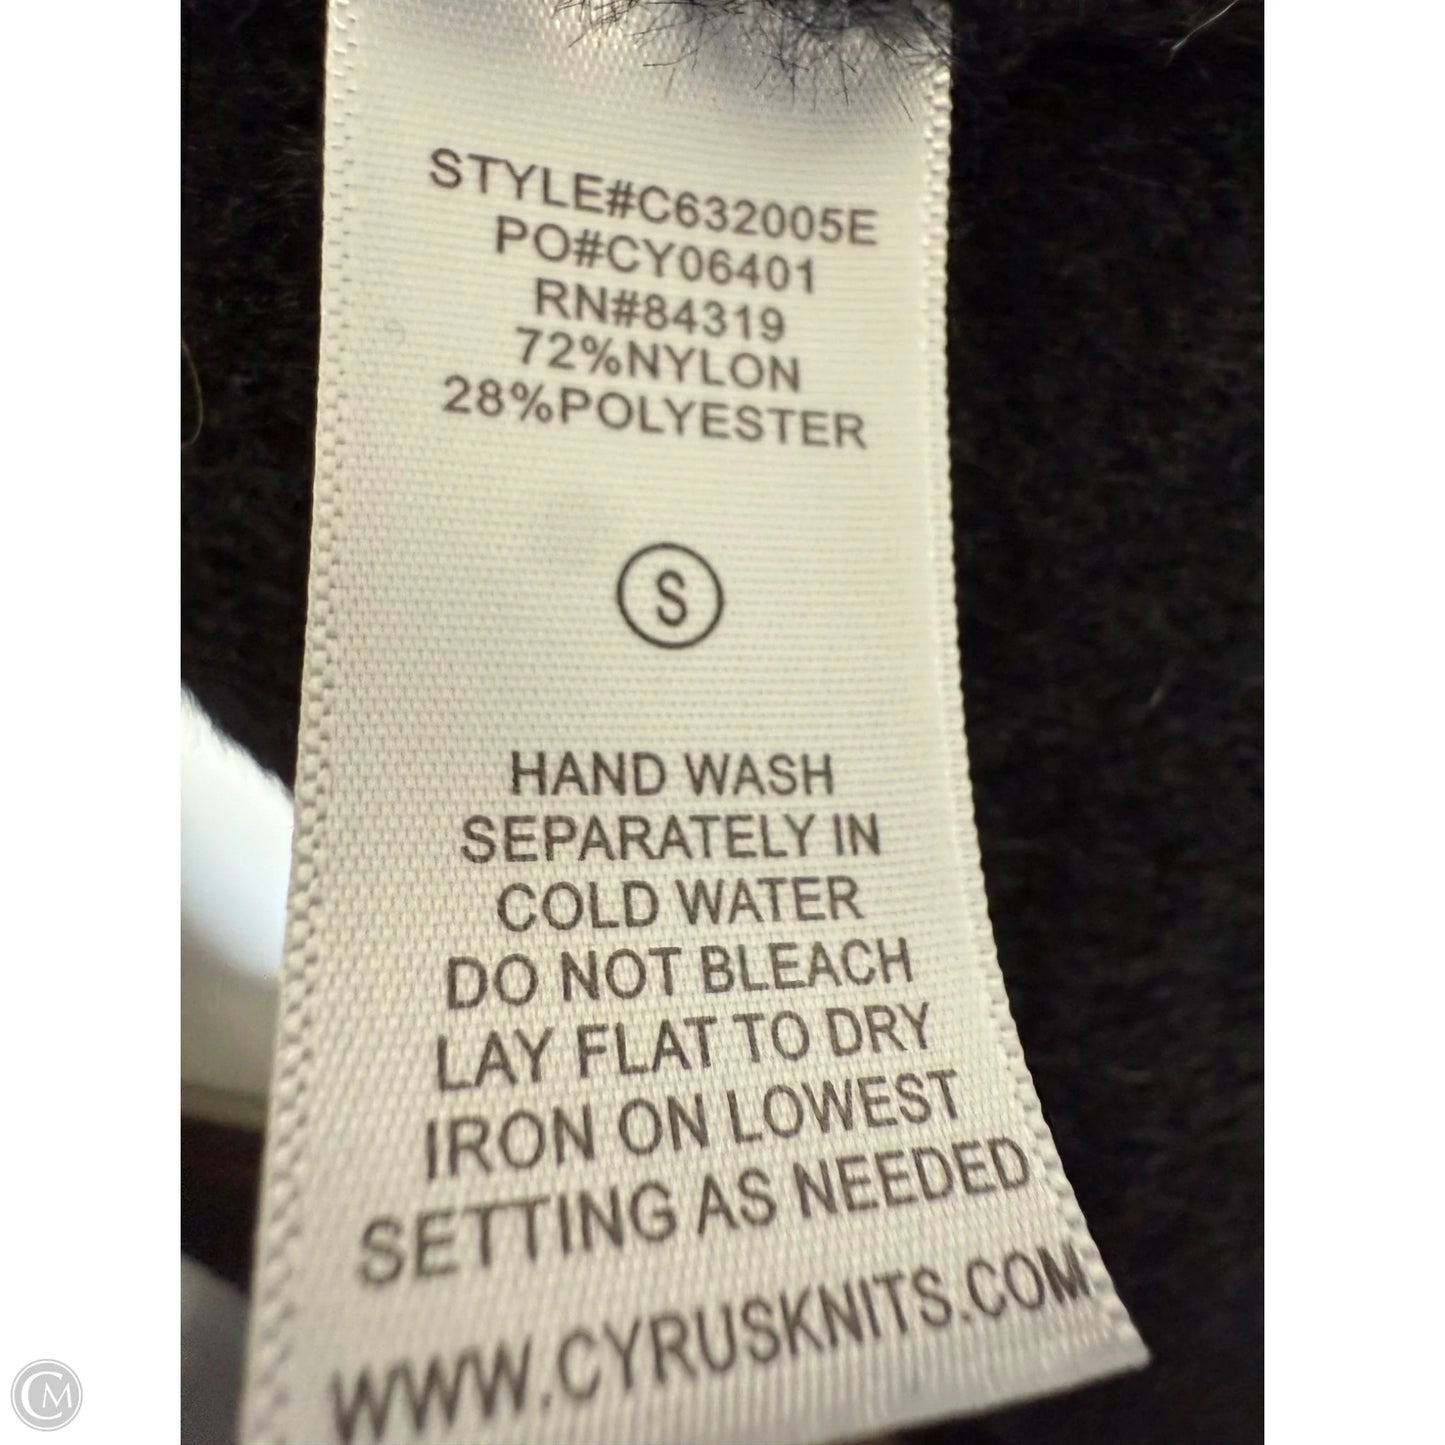 STYLE#C632005E
PO#CY06401
RN#84319
72%NYLON
28%POLYESTER
S
HAND WASH
SEPARATELY IN
COLD WATER
DO NOT BLEACH
LAY FLAT TO DRY
IRON ON LOWEST
SETTING AS NEEDED
WWW.CYRUSKNITS.COM
CM